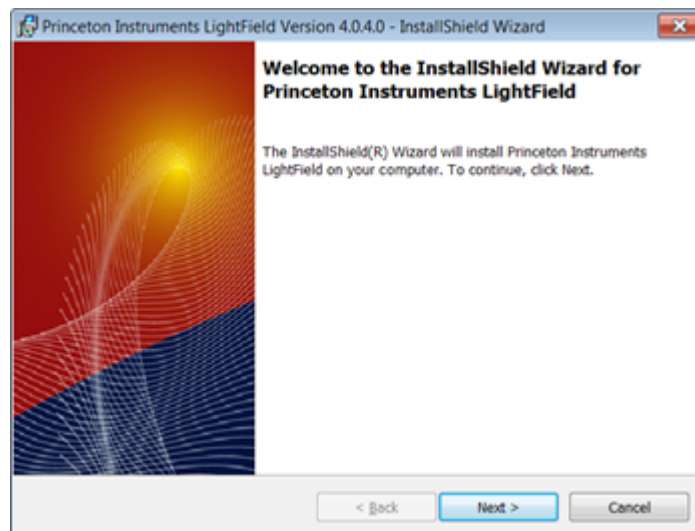 Princeton Instruments LightField Version 4.0.4.0 - InstallShield Wizard
Welcome to the InstallShield Wizard for
Princeton Instruments LightField
The InstallShield(R) Wizard will install Princeton Instruments
LightField on your computer. To continue, click Next.
< Back
Next >
Cancel